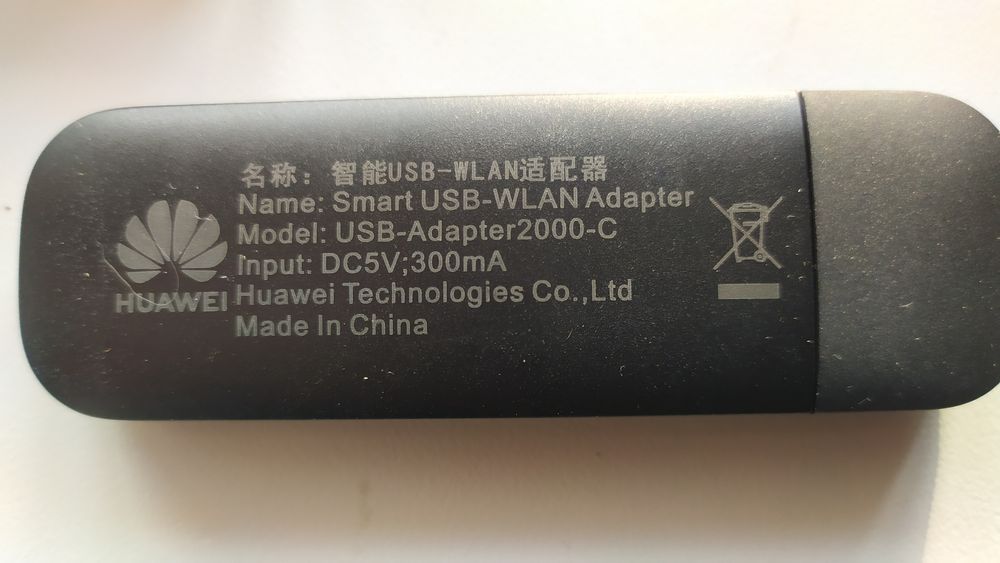 名称：智能USB-WLAN适配器
Name: Smart USB-WLAN Adapter
Model: USB-Adapter2000-C
Input: DC5V;300mA
HUAWEI
Huawei Technologies Co.,Ltd
Made In China